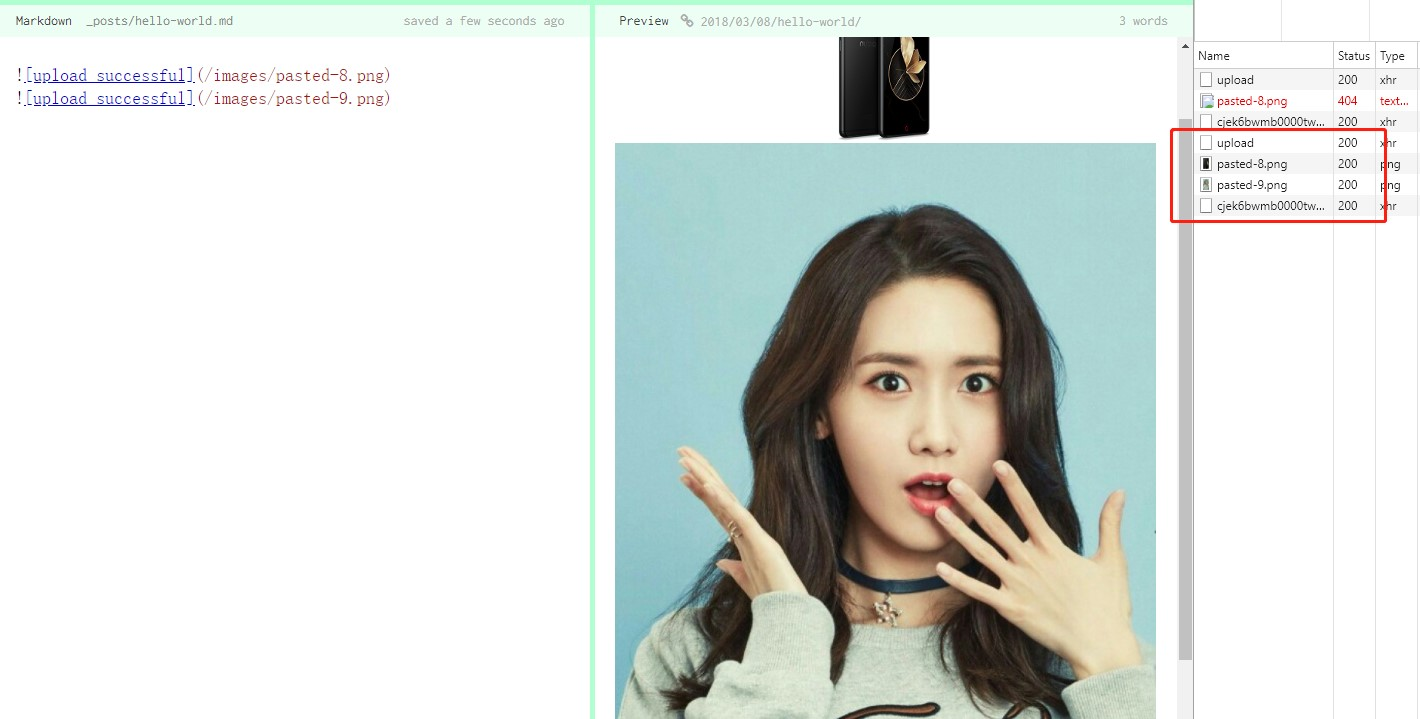 Markdown _posts/hello-world.md saved a few seconds ago
![upload successful](/images/pasted-8.png)
![upload successful](/images/pasted-9.png)
Preview 2018/03/08/hello-world/ 3 words
Name Status Type
upload 200 xhr
pasted-8.png 404 text...
cjek6bwmb0000tw... 200 xhr
upload 200 xhr
pasted-8.png 200 png
pasted-9.png 200 png
cjek6bwmb0000tw... 200 xhr